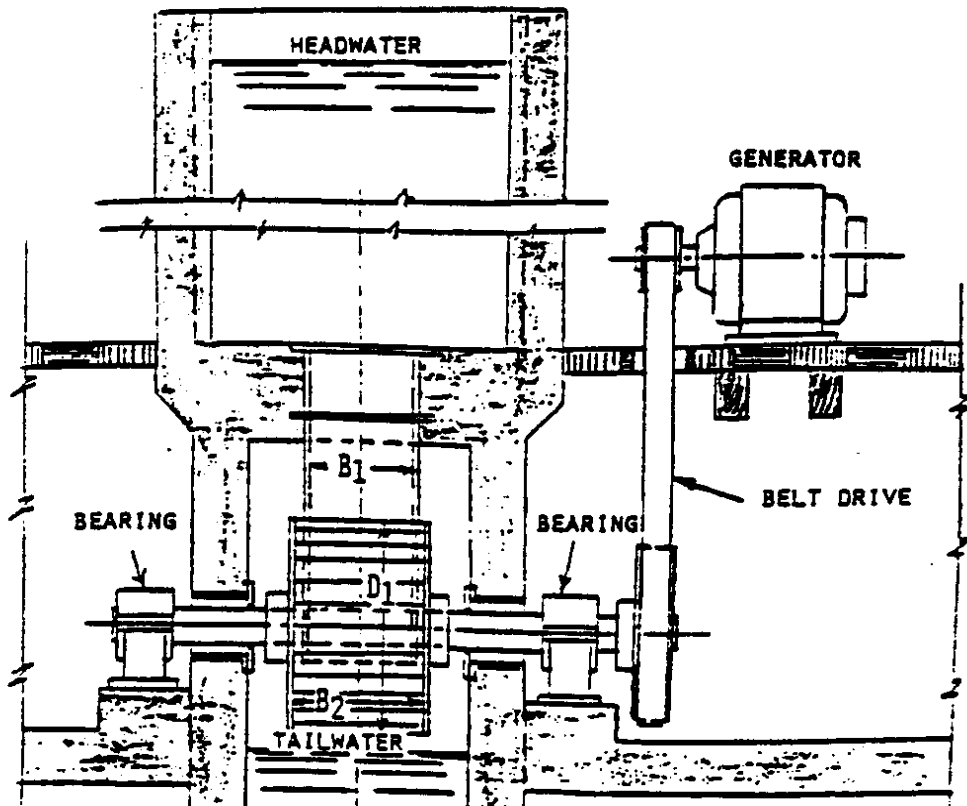 HEADWATER
GENERATOR
B1
BELT DRIVE
BEARING
BEARING
D1
B2
TAILWATER